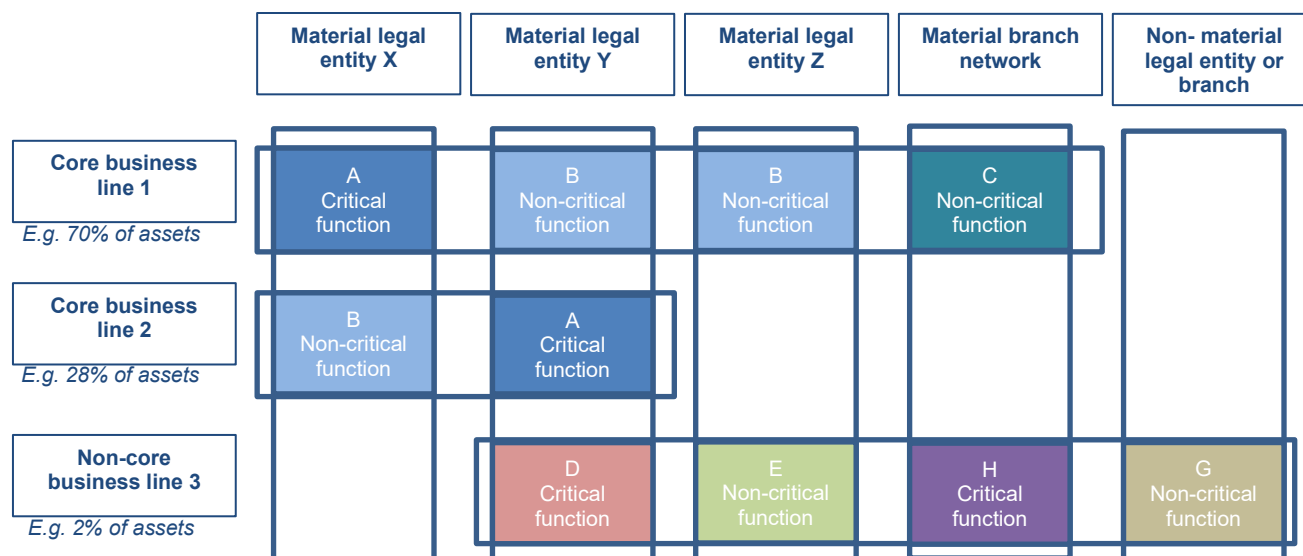 Material legal
entity X
Material legal
entity Y
Material legal
entity Z
Material branch
network
Non- material
legal entity or
branch
Core business
line 1
E.g. 70% of assets
A
Critical
function
B
Non-critical
function
B
Non-critical
function
C
Non-critical
function
Core business
line 2
E.g. 28% of assets
B
Non-critical
function
A
Critical
function
Non-core
business line 3
E.g. 2% of assets
D
Critical
function
E
Non-critical
function
H
Critical
function
G
Non-critical
function